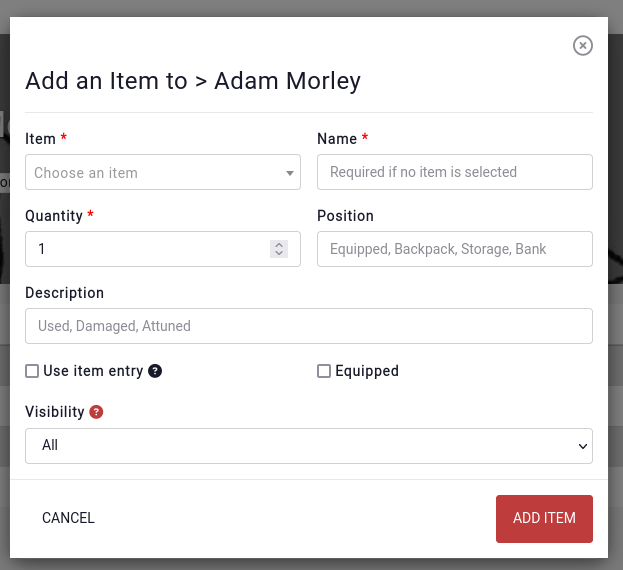 Add an Item to > Adam Morley
Item * Name *
Choose an item Required if no item is selected
Quantity * Position
1 Equipped, Backpack, Storage, Bank
Description
Used, Damaged, Attuned
Use item entry ? Equipped
Visibility ?
All
CANCEL ADD ITEM